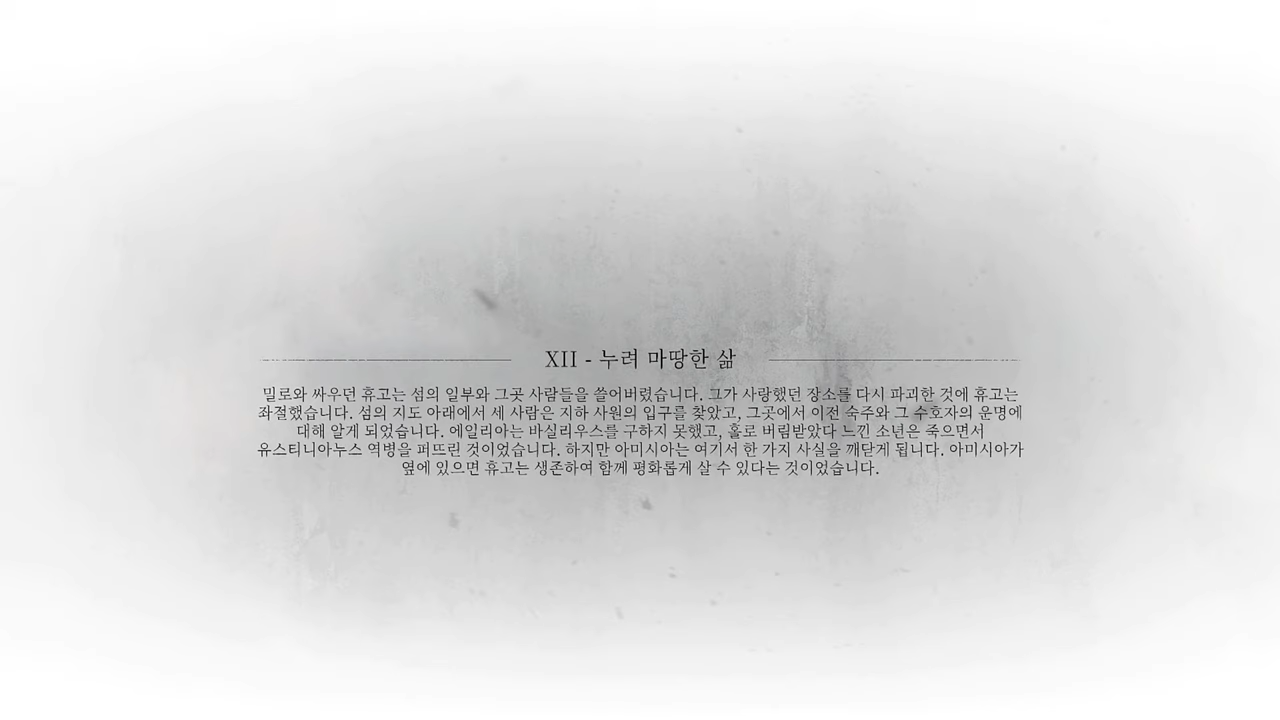 XII - 누려 마땅한 삶
밀로와 싸우던 휴고는 섬의 일부와 그곳 사람들을 쓸어버렸습니다. 그가 사랑했던 장소를 다시 파괴한 것에 휴고는
좌절했습니다. 섬의 지도 아래에서 세 사람은 지하 사원의 입구를 찾았고, 그곳에서 이전 숙주와 그 수호자의 운명에
대해 알게 되었습니다. 에일리아는 바실리우스를 구하지 못했고, 홀로 버림받았다 느낀 소년은 죽으면서
유스티니아누스 역병을 퍼뜨린 것이었습니다. 하지만 아미시아는 여기서 한 가지 사실을 깨닫게 됩니다. 아미시아가
옆에 있으면 휴고는 생존하여 함께 평화롭게 살 수 있다는 것이었습니다.